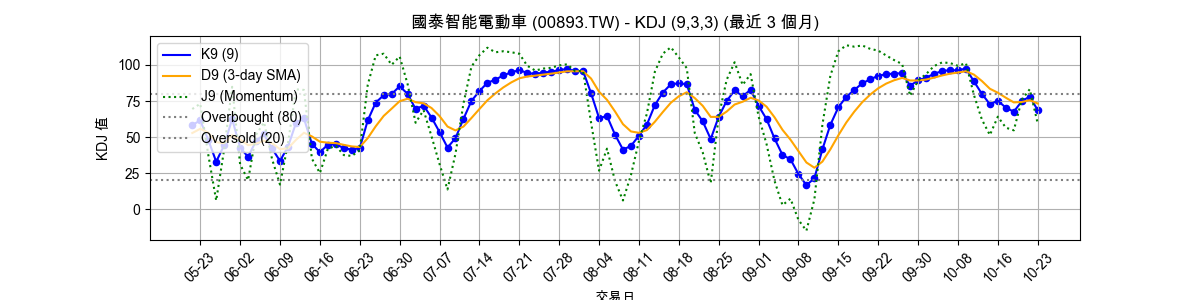 國泰智能電動車 (00893.TW) - KDJ (9,3,3) (最近 3 個月)
KDJ 值
100
75
50
25
0
K9 (9)
D9 (3-day SMA)
J9 (Momentum)
Overbought (80)
Oversold (20)
05-23 06-02 06-09 06-16 06-23 06-30 07-07 07-14 07-21 07-28 08-04 08-11 08-18 08-25 09-01 09-08 09-15 09-22 09-30 10-08 10-16 10-23
交易日